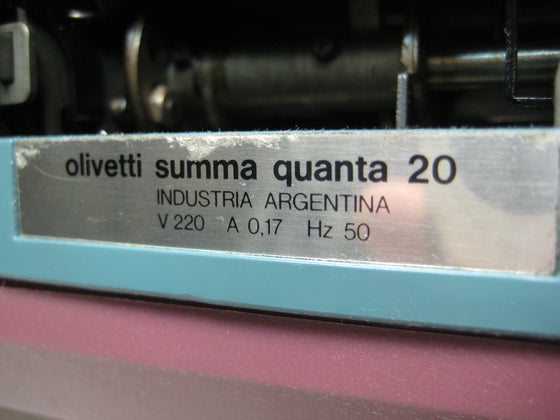 olivetti summa quanta 20
INDUSTRIA ARGENTINA
V 220 A 0,17 Hz 50